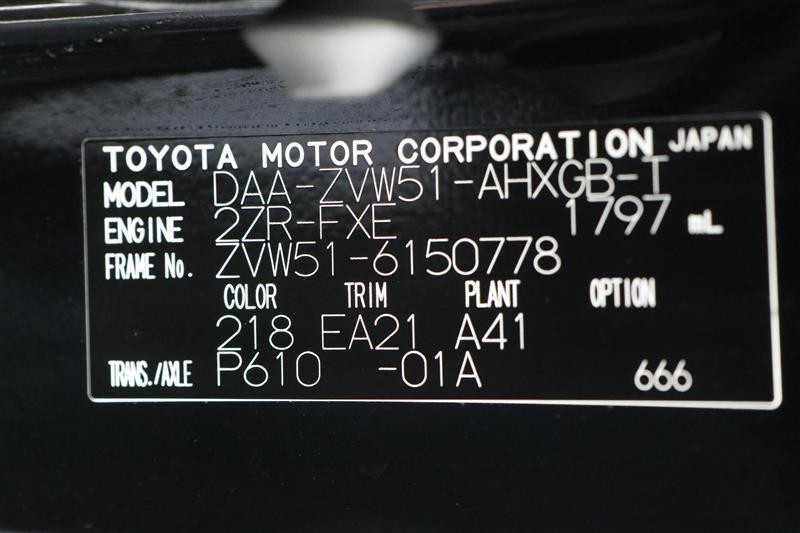 TOYOTA MOTOR CORPORATION JAPAN
MODEL DAA-ZVW51-AHXGB-T
ENGINE 2ZR-FXE 1797 mL
FRAME No. ZVW51-6150778
COLOR TRIM PLANT OPTION
218 EA21 A41
TRANS./AXLE P610 -01A 666